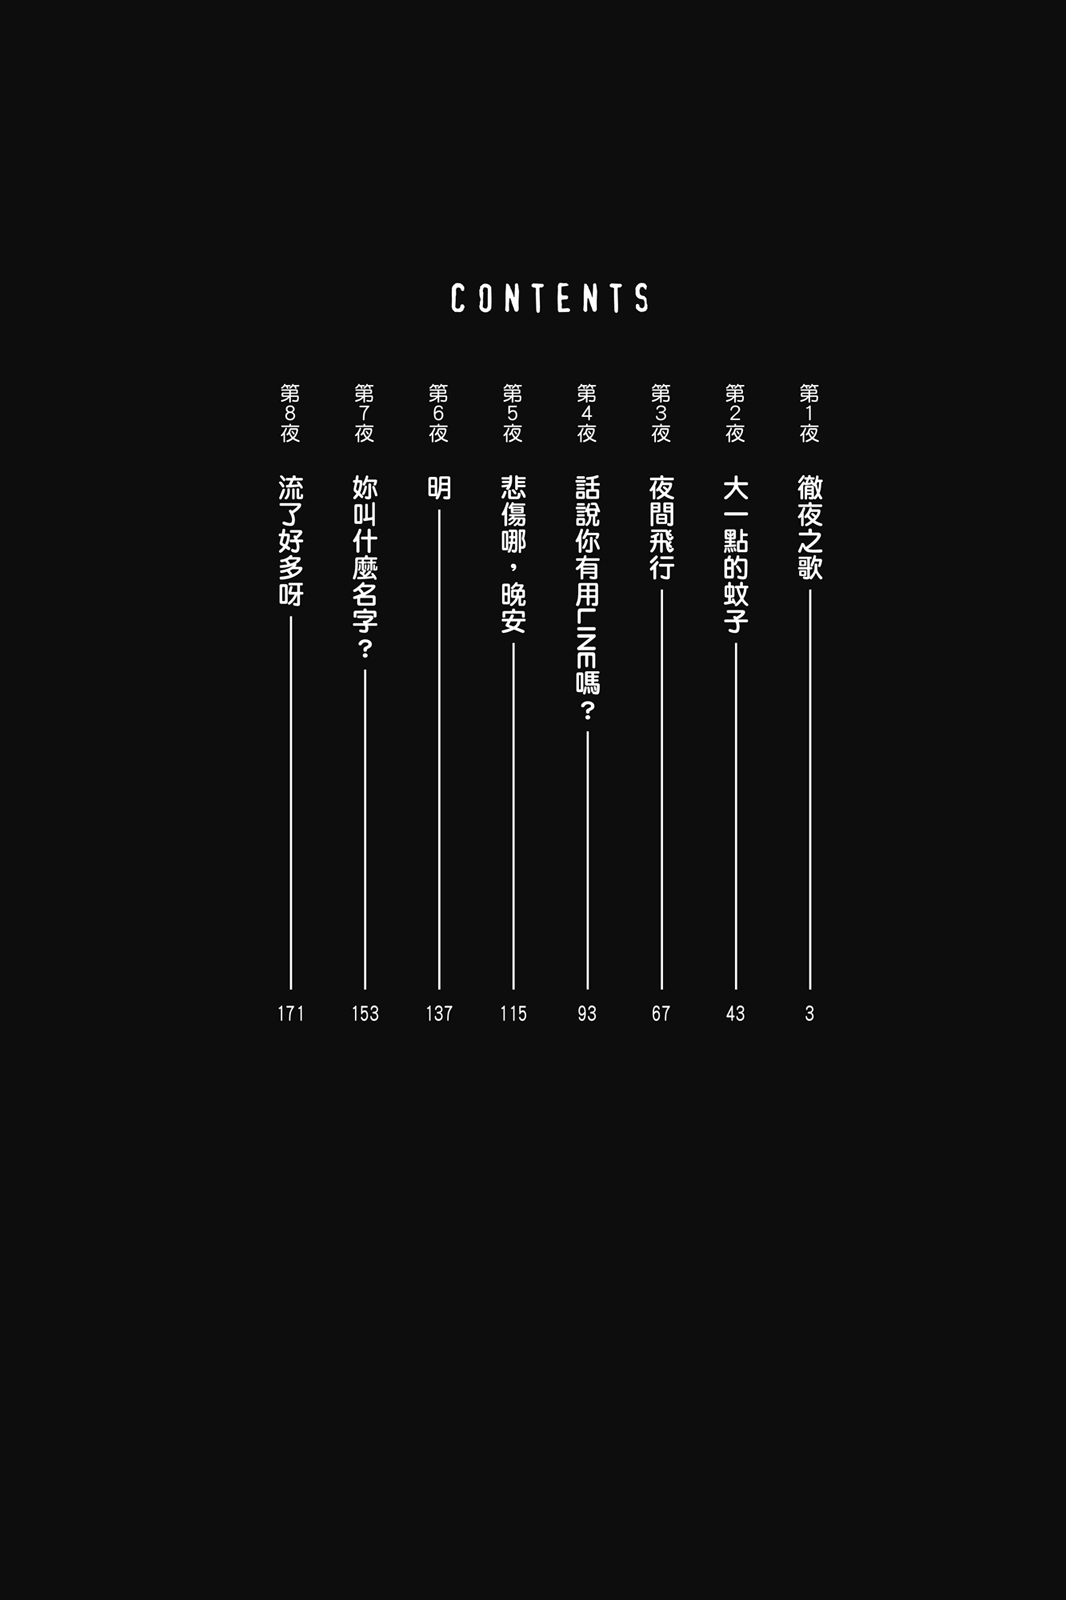 CONTENTS
第1夜 徹夜之歌 3
第2夜 大一點的蚊子 43
第3夜 夜間飛行 67
第4夜 話說你有用LINE嗎？ 93
第5夜 悲傷哪，晚安 115
第6夜 明 137
第7夜 妳叫什麼名字？ 153
第8夜 流了好多呀 171